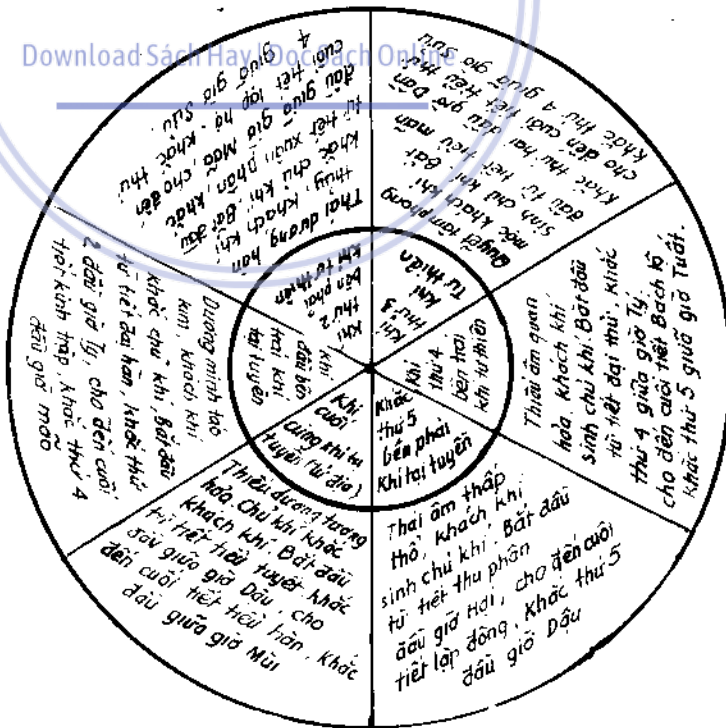 Download Sách Hay | Đọc Sách Online
Thái dương hàn
thủy, chủ khách khí
khắc, khách khí. Bắt đầu
từ tiết xuân phân, khắc
đầu giữa giờ Mão, cho đến
cuối tiết lập hạ, khắc thứ
4 giữa giờ Sửu.
Quyết âm phong
mộc khách khí
sinh chủ khí. Bắt
đầu từ tiết tiểu mãn
Khắc thứ hai đầu giờ Dần
cho đến cuối tiết tiểu thử
Khắc thứ 4 giữa giờ Sửu
Thiếu âm quân
hỏa. Khách khí
sinh chủ khí. Bắt đầu
từ tiết đại thử. Khắc
thứ 4 giữa giờ Tý.
cho đến cuối tiết Bạch lộ
Khắc thứ 5 giữa giờ Tuất.
Thái âm thấp
thổ, khách khí
sinh chủ khí. Bắt đầu
từ tiết thu phân
đầu giờ Hợi, cho đến cuối
tiết lập đông. Khắc thứ 5
đầu giờ Dậu
Thiếu dương tương
hỏa. Chủ khí khắc
khách khí. Bắt đầu
từ tiết tiểu tuyết khắc
đầu giữa giờ Dậu, cho
đến cuối tiết tiểu hàn. Khắc
đầu giữa giờ Mùi
Dương minh táo
kim, khách khí
khắc chủ khí. Bắt đầu
từ tiết đại hàn, khắc thứ
2 đầu giờ Tỵ, cho đến cuối
tiết kinh trập, khắc thứ 4
đầu giờ mão
Khí
thứ 2
bên phải
khí tư thiên
Khí
thứ 3
Khí
Tư thiên
Khí
thứ 4
bên trái
khí tư thiên
Khắc
thứ 5
bên phải
Khí tại tuyền
Khí
cuối
cùng khí tại
tuyền (Tư địa)
Khí
đầu bên
trái khí
tại tuyền